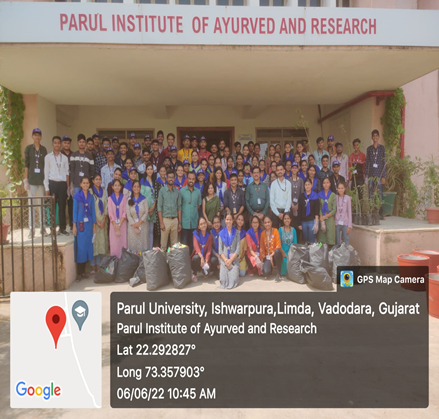 PARUL INSTITUTE OF AYURVED AND RESEARCH
GPS Map Camera
Parul University, Ishwarpura,Limda, Vadodara, Gujarat
Parul Institute of Ayurved and Research
Lat 22.292827°
Long 73.357903°
06/06/22 10:45 AM
Google